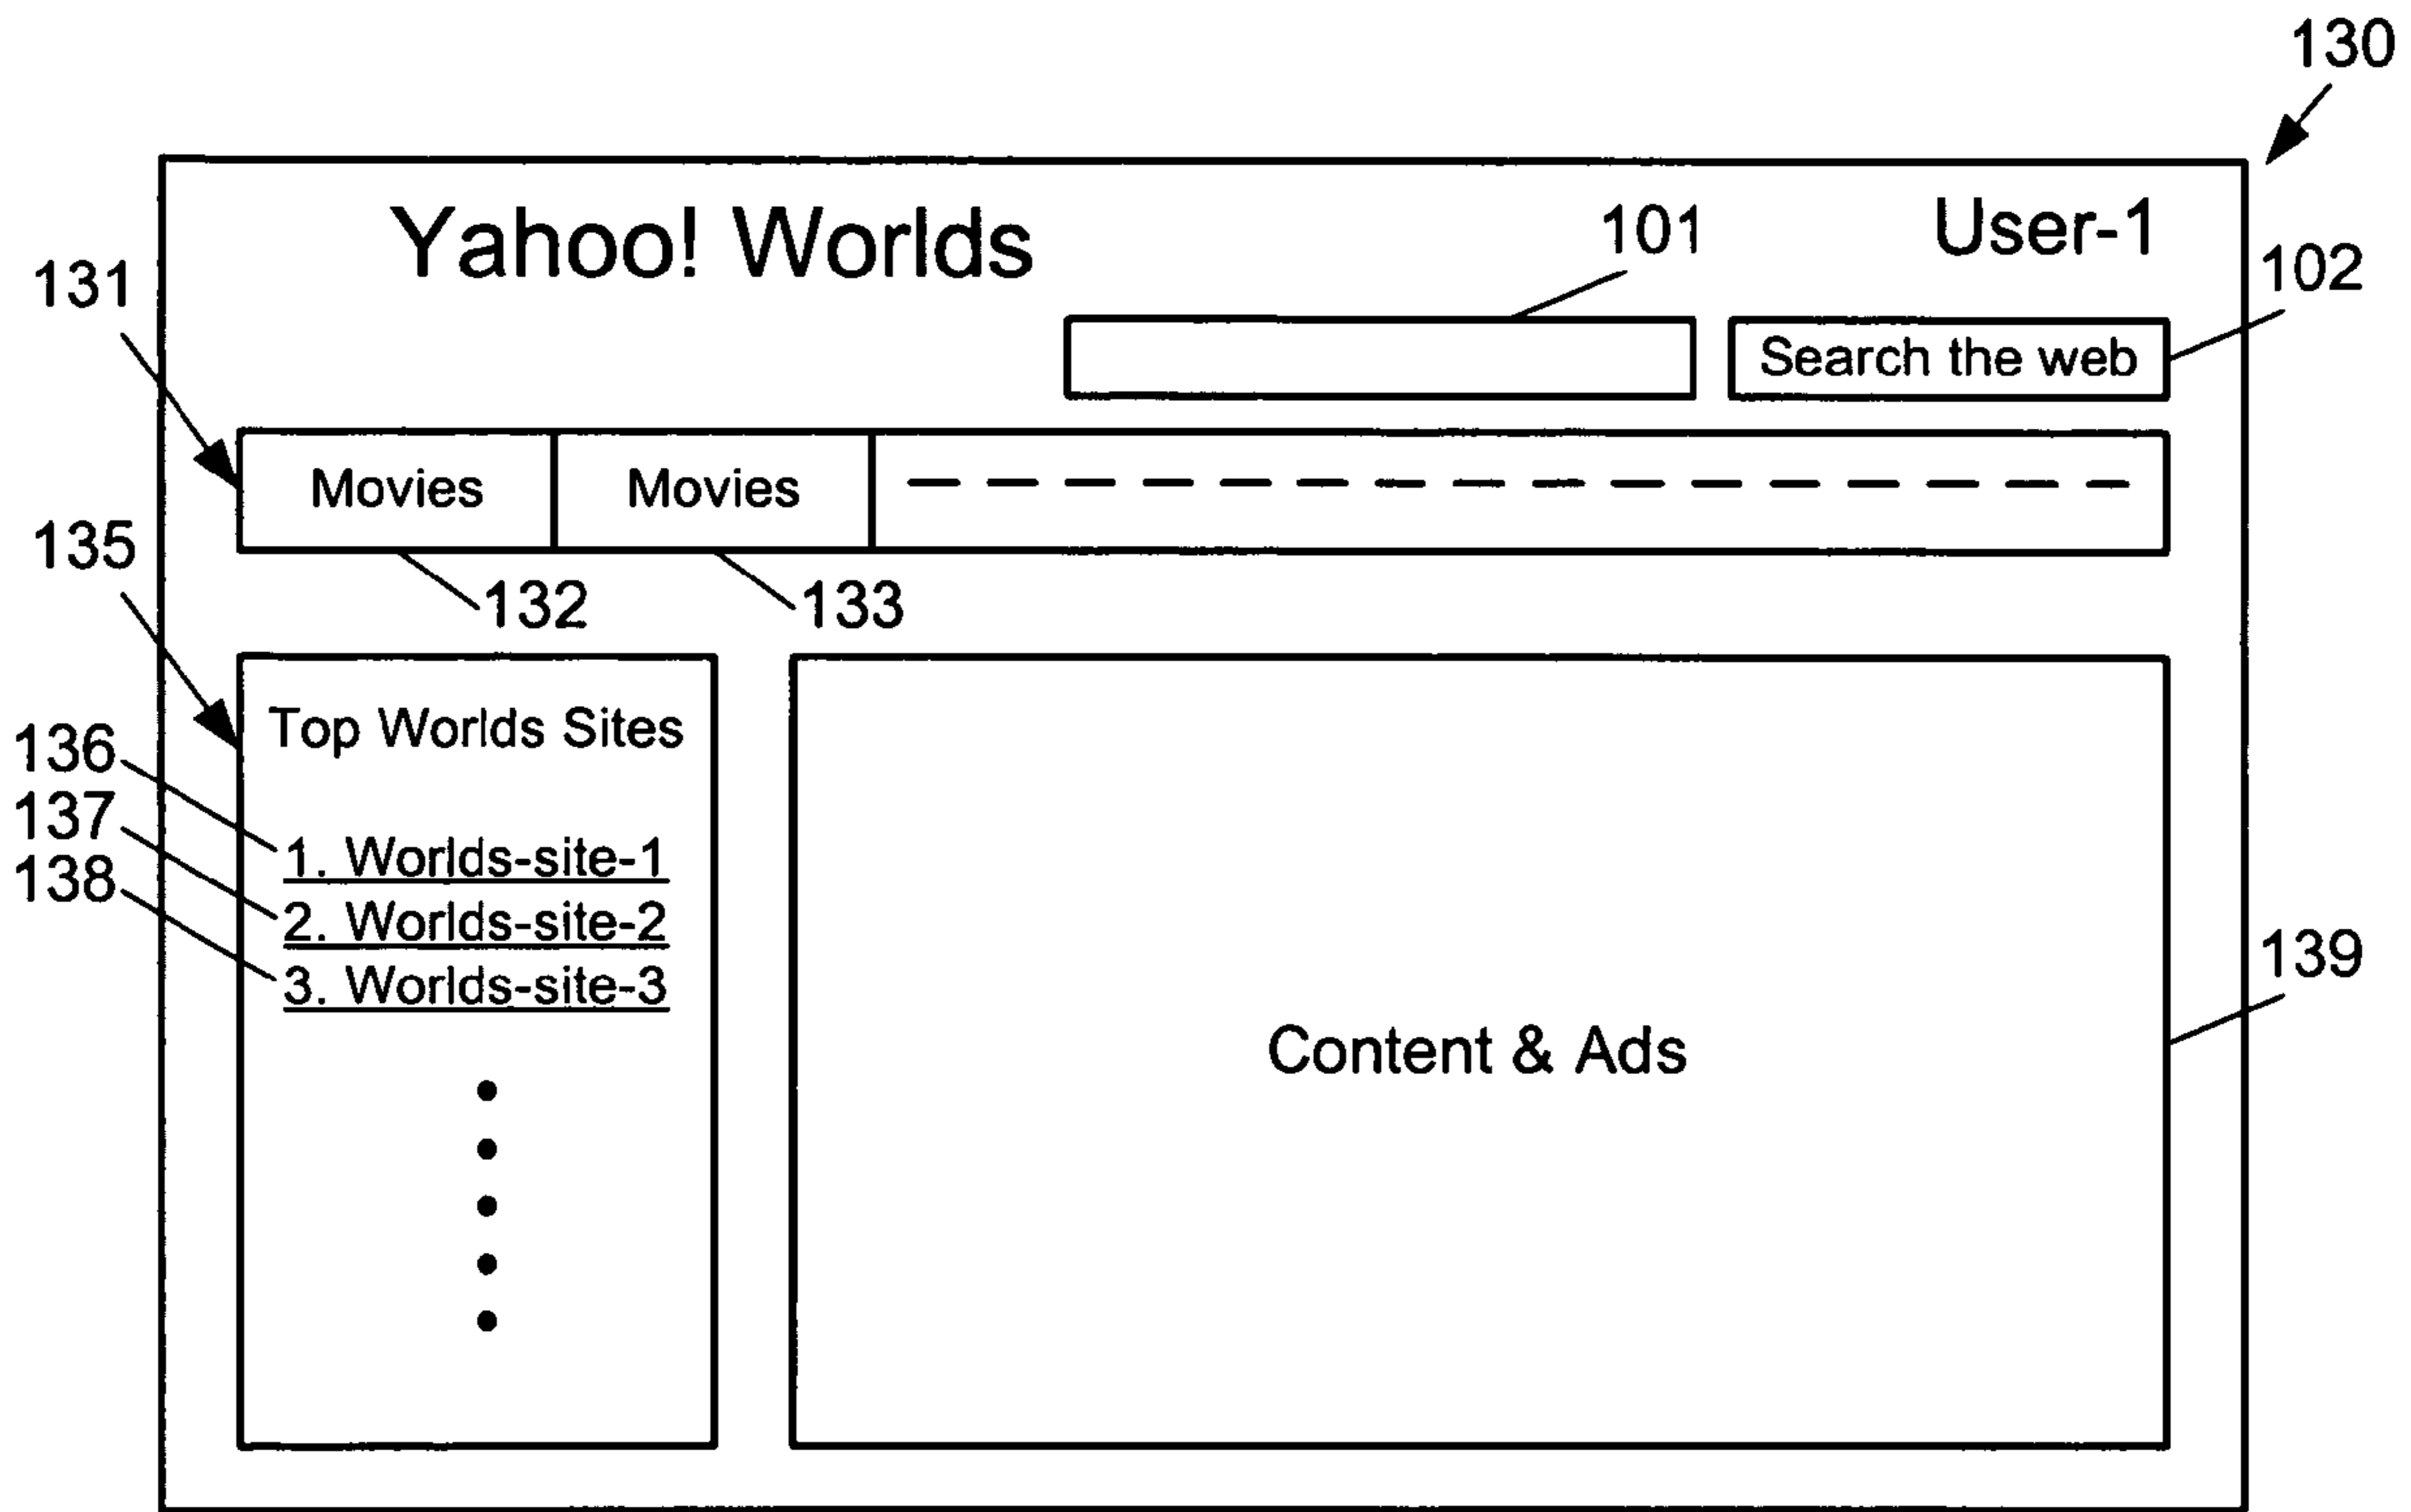 130
Yahoo! Worlds
101
User-1
131
102
Search the web
Movies Movies
135
132 133
Top Worlds Sites
136
137
138
1. Worlds-site-1
2. Worlds-site-2
3. Worlds-site-3
139
Content & Ads